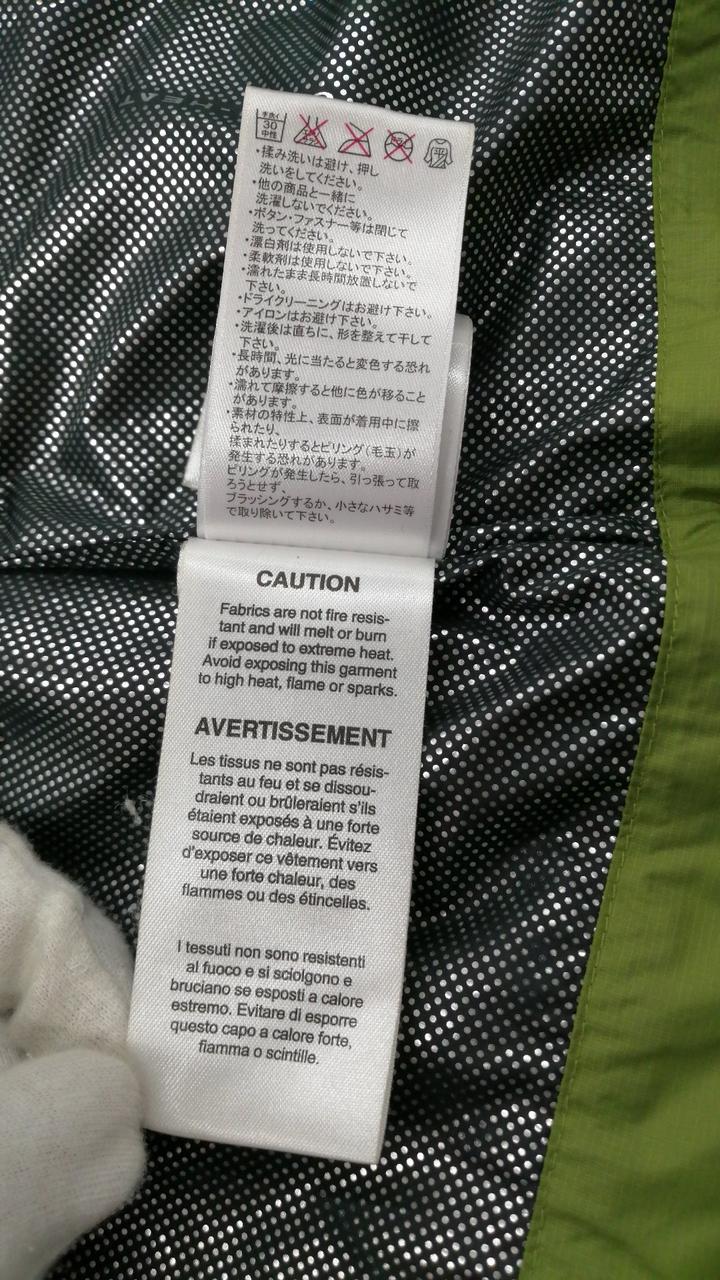 手洗イ
30
中性
・揉み洗いは避け、押し
洗いをしてください。
・他の商品と一緒に
洗濯しないでください。
・ボタン・ファスナー等は閉じて
洗ってください。
・漂白剤は使用しないで下さい。
・柔軟剤は使用しないで下さい。
・濡れたまま長時間放置しないで
下さい。
・ドライクリーニングはお避け下さい。
・アイロンはお避け下さい。
・洗濯後は直ちに、形を整えて干して
下さい。
・長時間、光に当たると変色する恐れ
があります。
・濡れて摩擦すると他に色が移ること
があります。
・素材の特性上、表面が着用中に擦
られたり、
揉まれたりするとピリング(毛玉)が
発生する恐れがあります。
ピリングが発生したら、引っ張って取
ろうとせず、
ブラッシングするか、小さなハサミ等
で取り除いて下さい。
CAUTION
Fabrics are not fire resis-
tant and will melt or burn
if exposed to extreme heat.
Avoid exposing this garment
to high heat, flame or sparks.
AVERTISSEMENT
Les tissus ne sont pas résis-
tants au feu et se dissou-
draient ou brûleraient s'ils
étaient exposés à une forte
source de chaleur. Évitez
d'exposer ce vêtement vers
une forte chaleur, des
flammes ou des étincelles.
I tessuti non sono resistenti
al fuoco e si sciolgono e
bruciano se esposti a calore
estremo. Evitare di esporre
questo capo a calore forte,
fiamma o scintille.